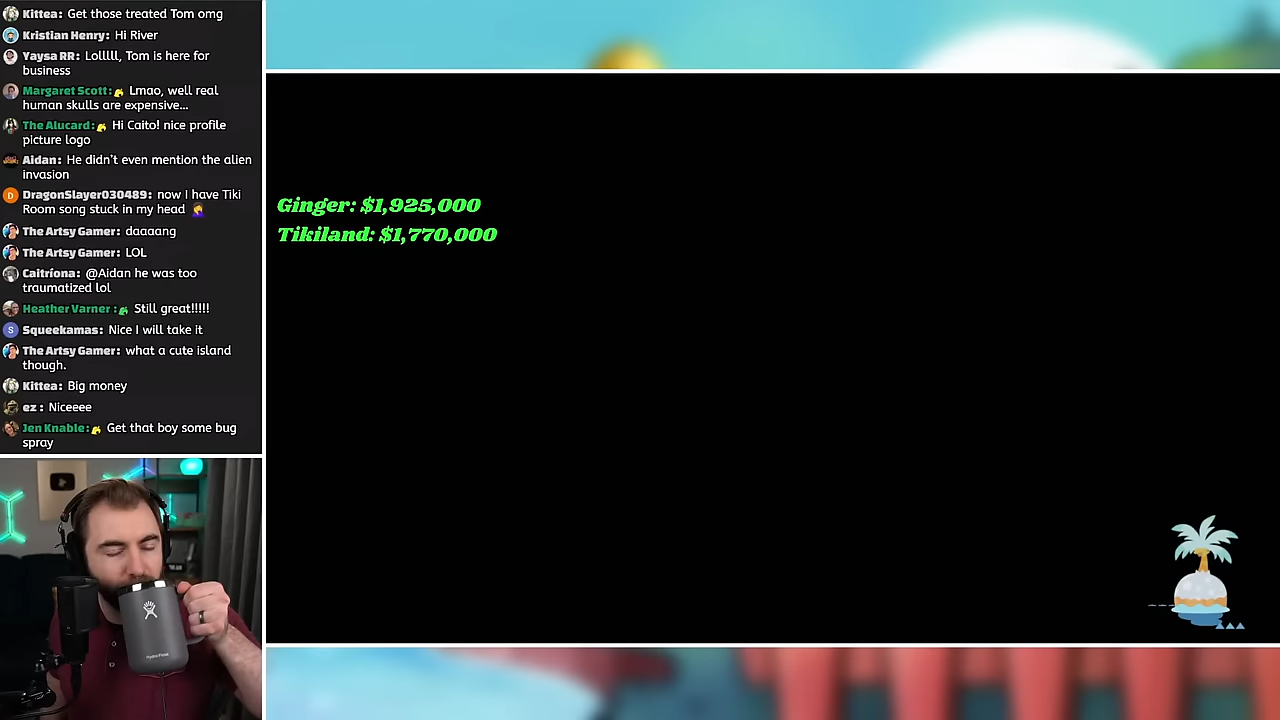 Kittea: Get those treated Tom omg
Kristian Henry: Hi River
Yaysa RR: Lolllll, Tom is here for
business
Margaret Scott: Lmao, well real
human skulls are expensive...
The Alucard: Hi Caito! nice profile
picture logo
Aidan: He didn't even mention the alien
invasion
DragonSlayer030489: now I have Tiki
Room song stuck in my head
The Artsy Gamer: daaaang
The Artsy Gamer: LOL
Caitríona: @Aidan he was too
traumatized lol
Heather Varner : Still great!!!!!
Squeekamas: Nice I will take it
The Artsy Gamer: what a cute island
though.
Kittea: Big money
ez : Niceeee
Jen Knable: Get that boy some bug
spray
Ginger: $1,925,000
Tikiland: $1,770,000
Hydro Flask